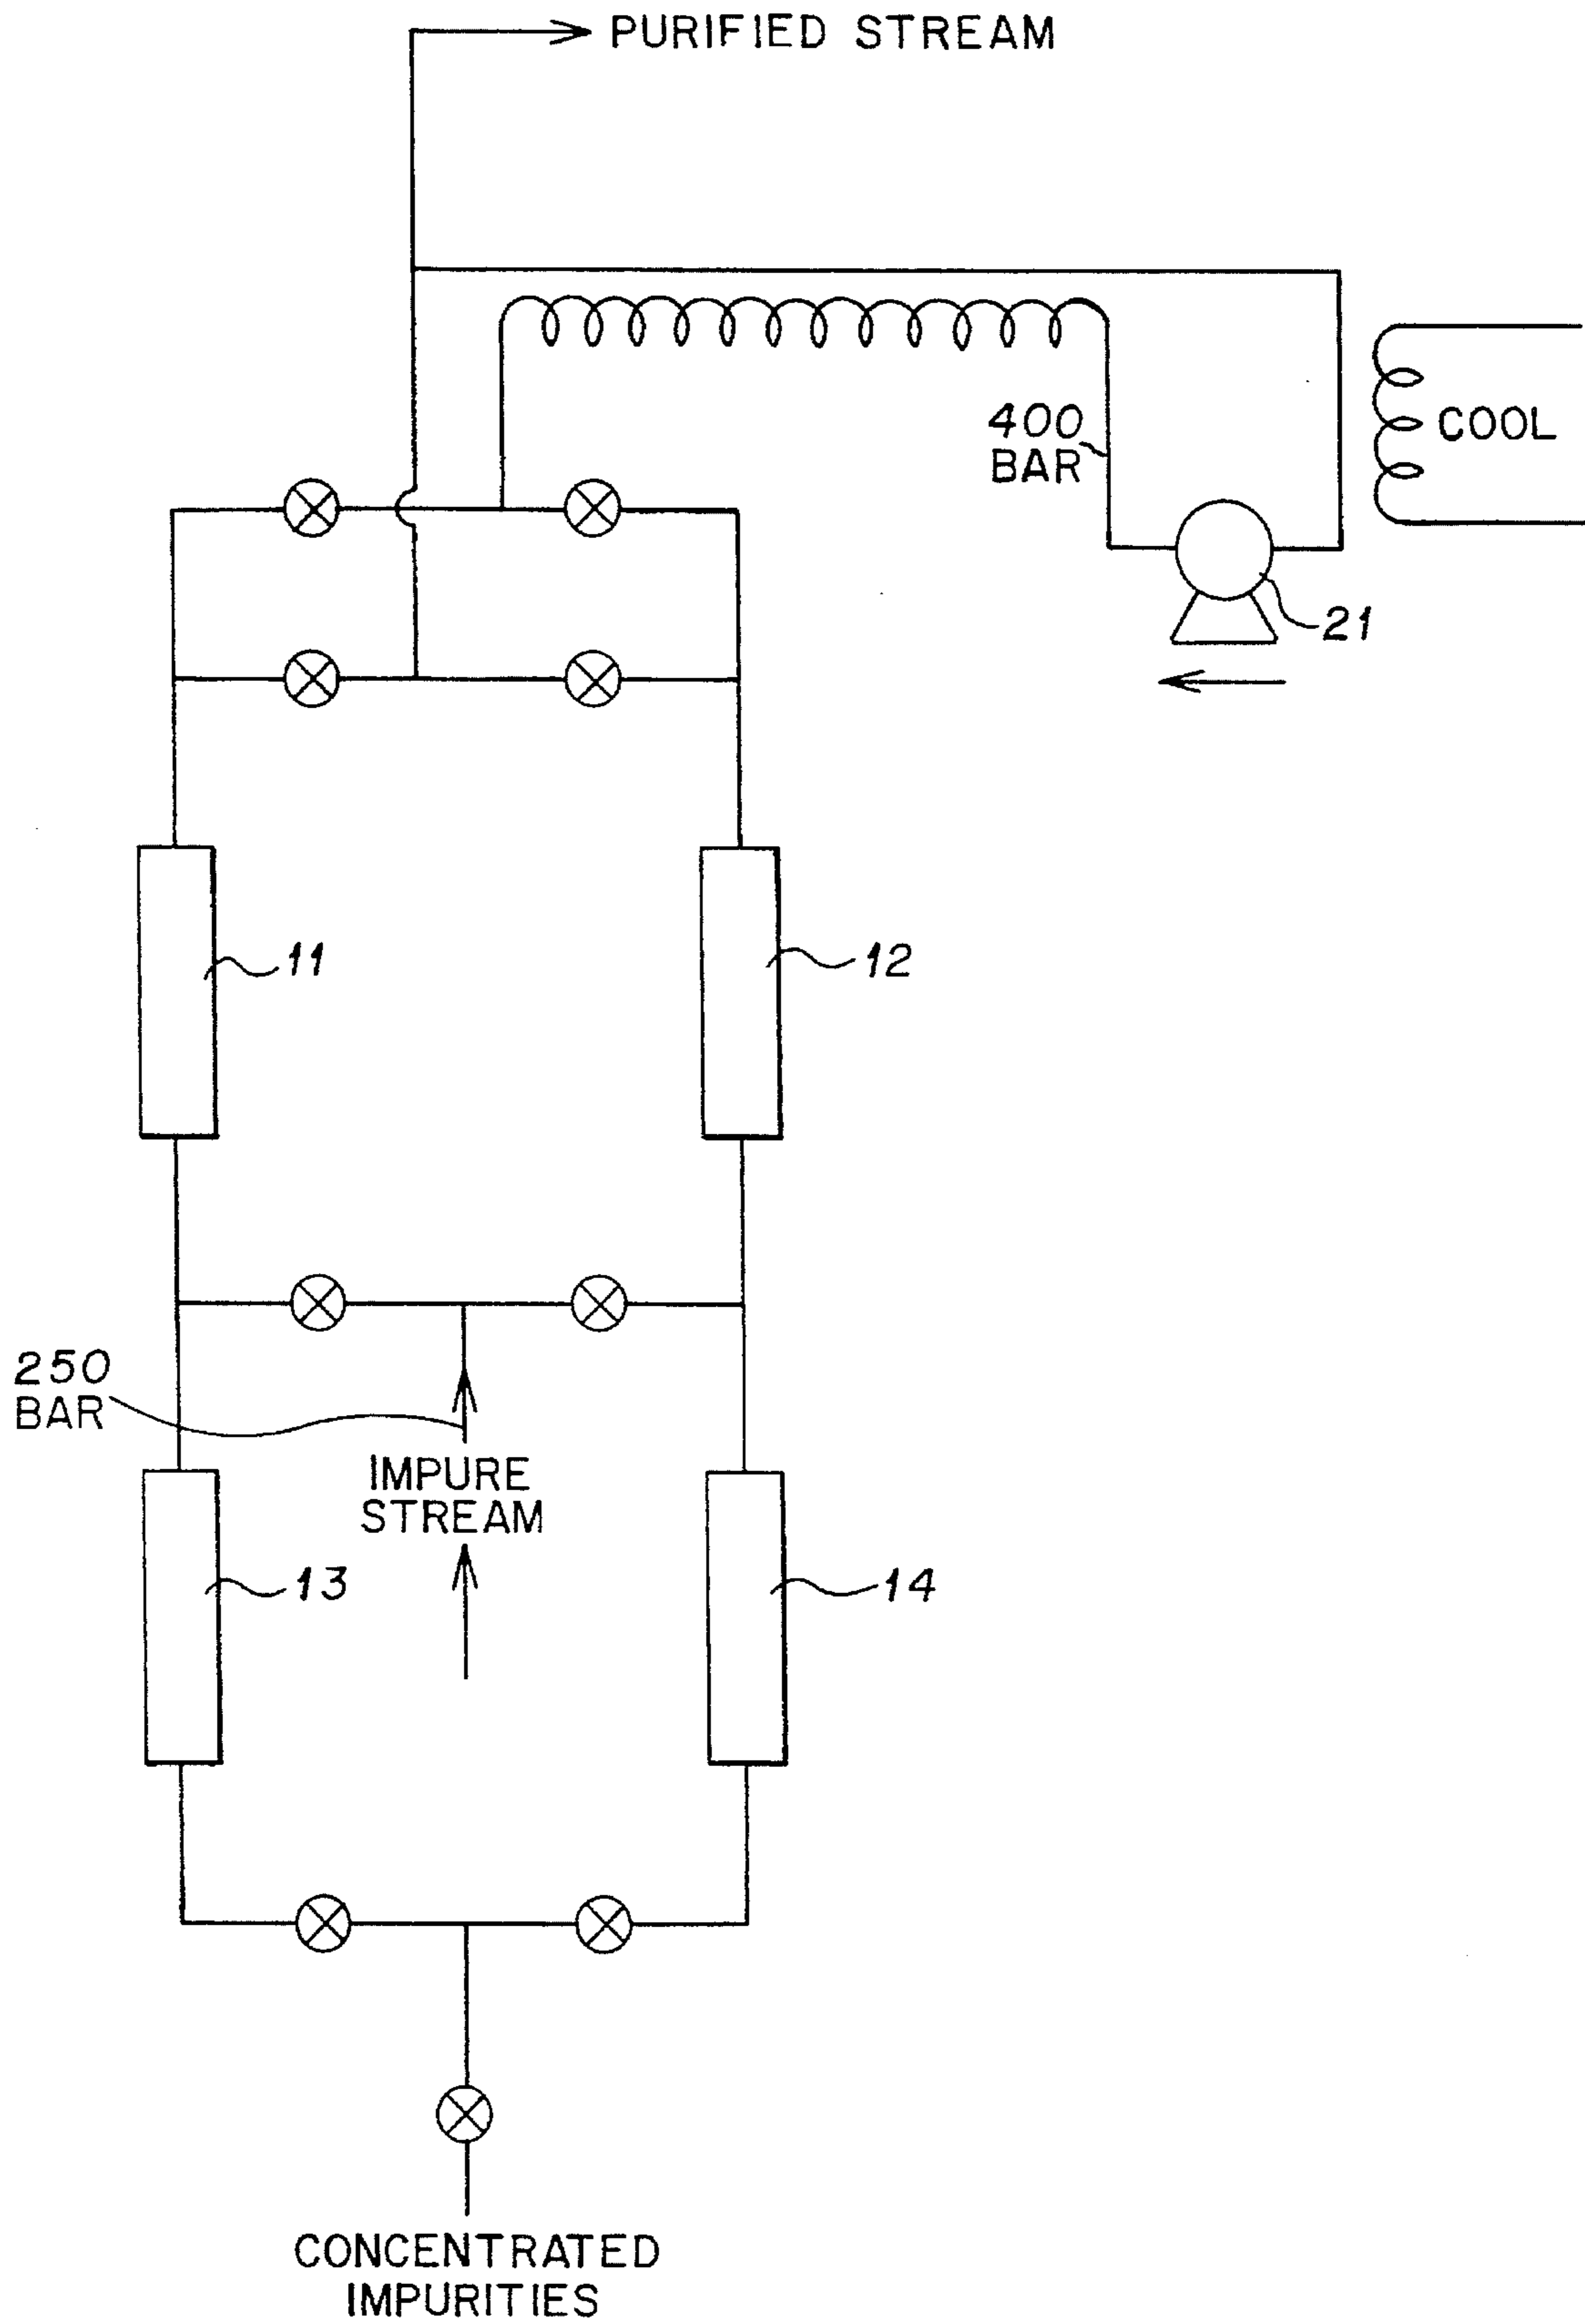 PURIFIED STREAM
400
BAR
COOL
21
11
12
250
BAR
IMPURE
STREAM
13
14
CONCENTRATED
IMPURITIES